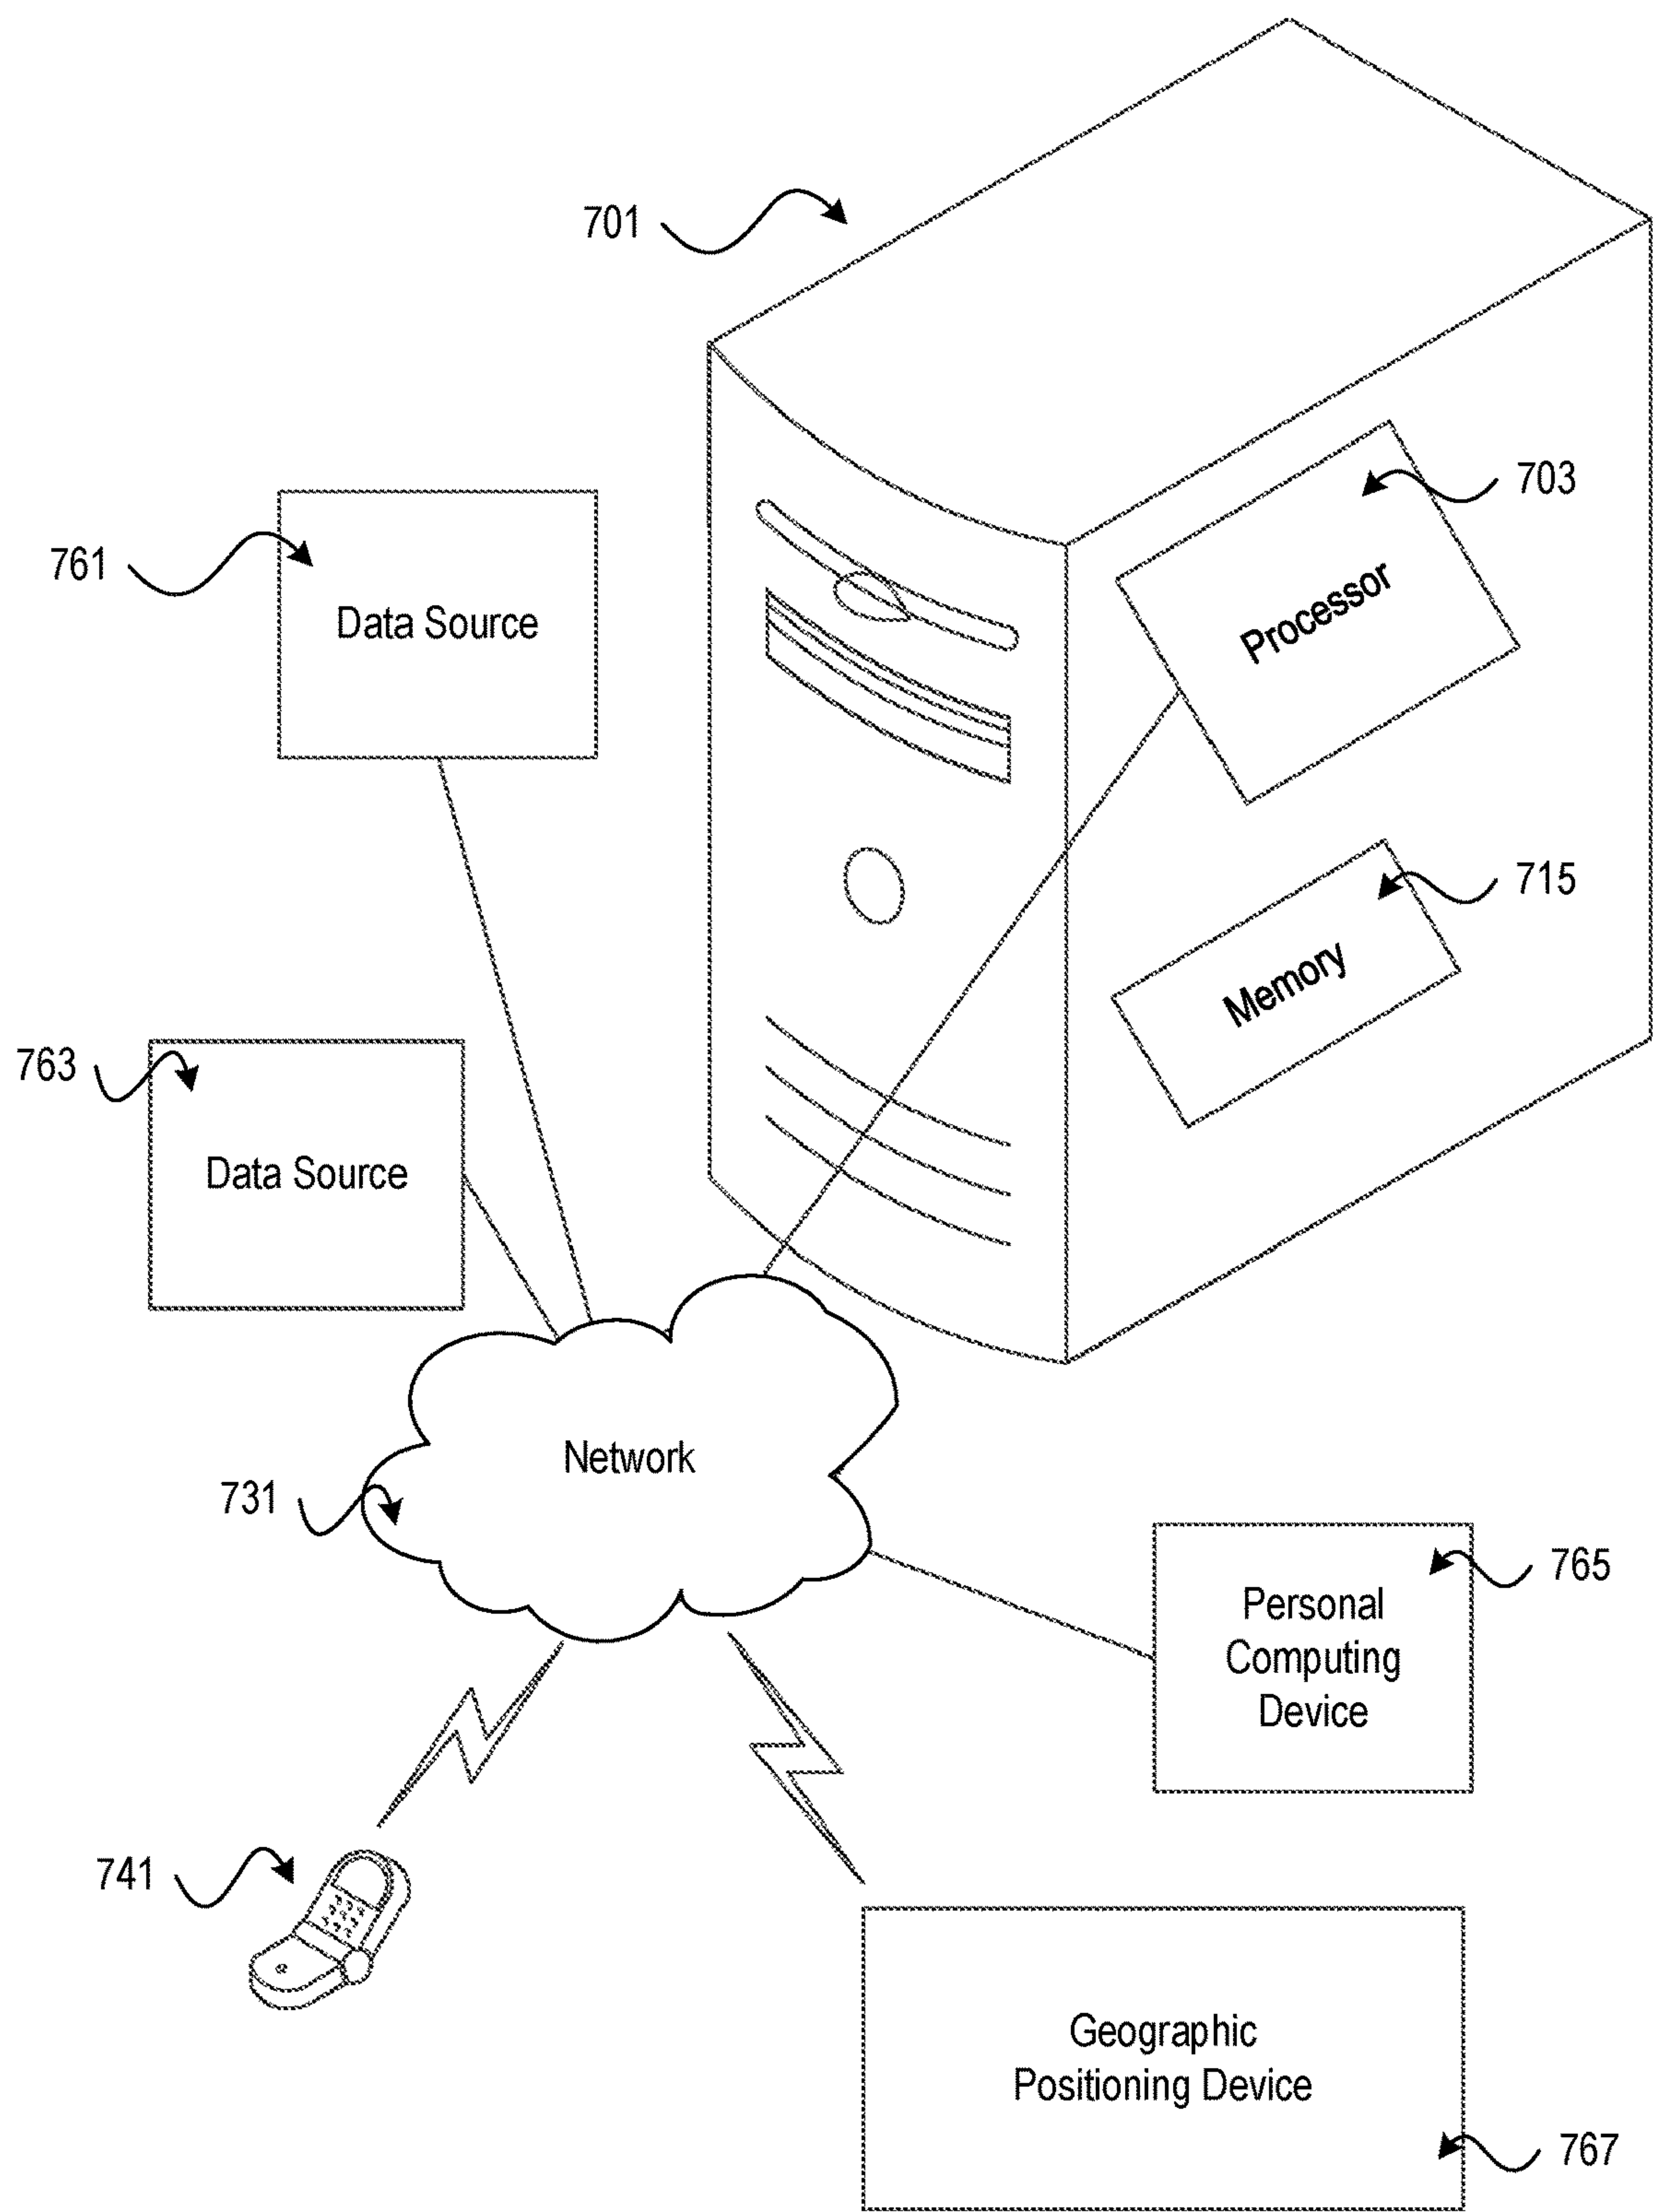 701
703
761
Data Source
Processor
715
Memory
763
Data Source
Network
731
765
Personal
Computing
Device
741
Geographic
Positioning Device
767